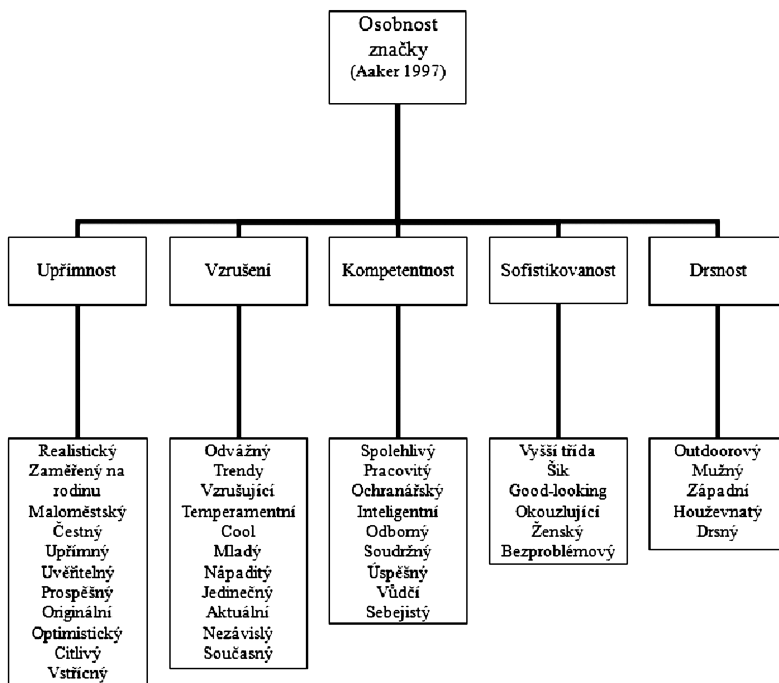 Osobnost
značky
(Aaker 1997)
Upřímnost
Vzrušení
Kompetentnost
Sofistikovanost
Drsnost
Realistický
Zaměřený na
rodinu
Maloměstský
Čestný
Upřímný
Uvěřitelný
Prospěšný
Originální
Optimistický
Citlivý
Vstřícný
Odvážný
Trendy
Vzrušující
Temperamentní
Cool
Mladý
Nápaditý
Jedinečný
Aktuální
Nezávislý
Současný
Spolehlivý
Pracovitý
Ochranářský
Inteligentní
Odborný
Soudržný
Úspěšný
Vůdčí
Sebejistý
Vyšší třída
Šik
Good-looking
Okouzlující
Ženský
Bezproblémový
Outdoorový
Mužný
Západní
Houževnatý
Drsný